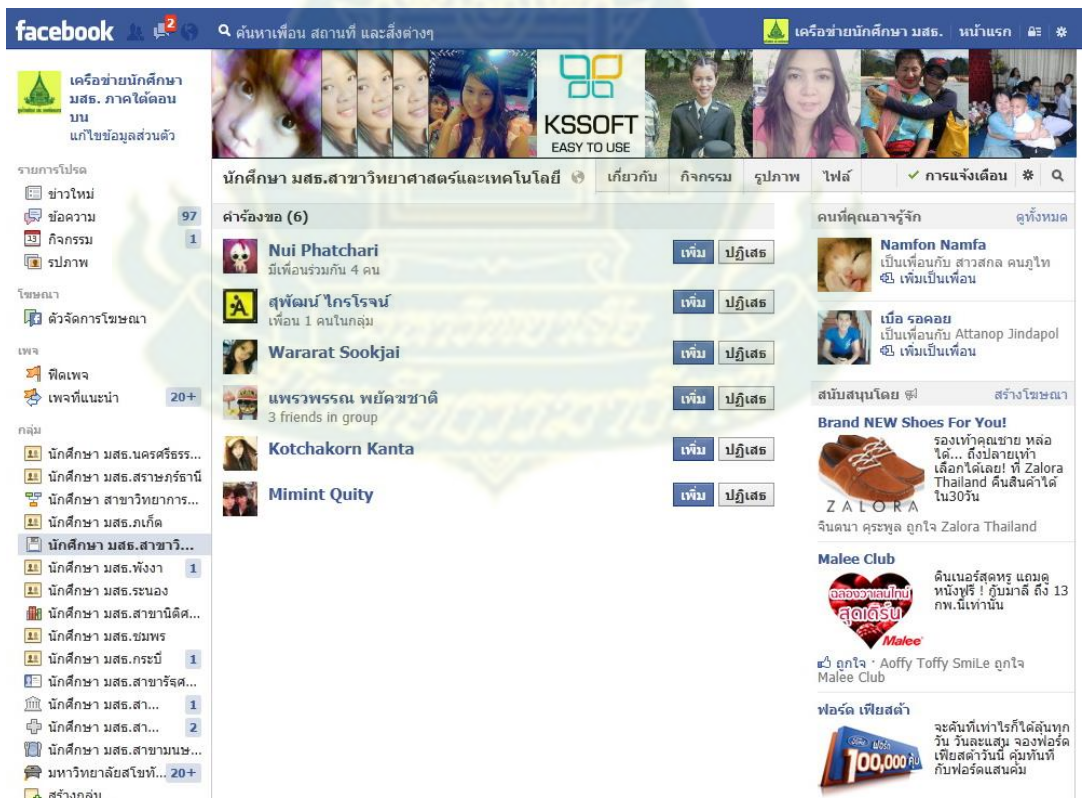 facebook
2
ค้นหาเพื่อน สถานที่ และสิ่งต่างๆ
เครือข่ายนักศึกษา มสธ.
หน้าแรก
เครือข่ายนักศึกษา
มสธ. ภาคใต้ตอน
บน
แก้ไขข้อมูลส่วนตัว
รายการโปรด
ข่าวใหม่
ข้อความ 97
กิจกรรม 1
รูปภาพ
โฆษณา
ตัวจัดการโฆษณา
เพจ
ฟีดเพจ
เพจที่แนะนำ 20+
กลุ่ม
นักศึกษา มสธ.นครศรีธรร...
นักศึกษา มสธ.สุราษฎร์ธานี
นักศึกษา สาขาวิทยาการ...
นักศึกษา มสธ.ภูเก็ต
นักศึกษา มสธ.สาขาวิ...
นักศึกษา มสธ.พังงา 1
นักศึกษา มสธ.ระนอง
นักศึกษา มสธ.สาขานิติศ...
นักศึกษา มสธ.ชุมพร
นักศึกษา มสธ.กระบี่ 1
นักศึกษา มสธ.สาขารัฐศ...
นักศึกษา มสธ.สา... 1
นักศึกษา มสธ.สา... 2
นักศึกษา มสธ.สาขามนุษ...
มหาวิทยาลัยสุโขทั... 20+
สร้างกลุ่ม
KSSOFT
EASY TO USE
นักศึกษา มสธ.สาขาวิทยาศาสตร์และเทคโนโลยี
เกี่ยวกับ
กิจกรรม
รูปภาพ
ไฟล์
การแจ้งเตือน
คำร้องขอ (6)
Nui Phatchari
มีเพื่อนร่วมกัน 4 คน
เพิ่ม ปฏิเสธ
สุพัฒน์ ไกรโรจน์
เพื่อน 1 คนในกลุ่ม
เพิ่ม ปฏิเสธ
Wararat Sookjai
เพิ่ม ปฏิเสธ
แพรวพรรณ พยัคฆชาติ
3 friends in group
เพิ่ม ปฏิเสธ
Kotchakorn Kanta
เพิ่ม ปฏิเสธ
Mimint Quity
เพิ่ม ปฏิเสธ
คนที่คุณอาจรู้จัก ดูทั้งหมด
Namfon Namfa
เป็นเพื่อนกับ สาวสกล คนภูไท
เพิ่มเป็นเพื่อน
เบื่อ รอคอย
เป็นเพื่อนกับ Attanop Jindapol
เพิ่มเป็นเพื่อน
สนับสนุนโดย สร้างโฆษณา
Brand NEW Shoes For You!
รองเท้าคุณชาย หล่อ
ได้... ถึงปลายเท้า
เลือกได้เลย! ที่ Zalora
Thailand คืนสินค้าได้
ใน30วัน
ZALORA
จินตนา คุระพูล ถูกใจ Zalora Thailand
Malee Club
ดินเนอร์สุดหรู แถมดู
หนังฟรี ! กับมาลี ถึง 13
กพ.นี้เท่านั้น
ฉลองวาเลนไทน์
สุดเดิร์น
Malee
ถูกใจ · Aoffy Toffy SmiLe ถูกใจ
Malee Club
ฟอร์ด เฟียสต้า
จะคันที่เท่าไรก็ได้ลุ้นทุก
วัน วันละแสน จองฟอร์ด
เฟียสต้าวันนี้ คุ้มทันที
กับฟอร์ดแสนคุ้ม
100,000